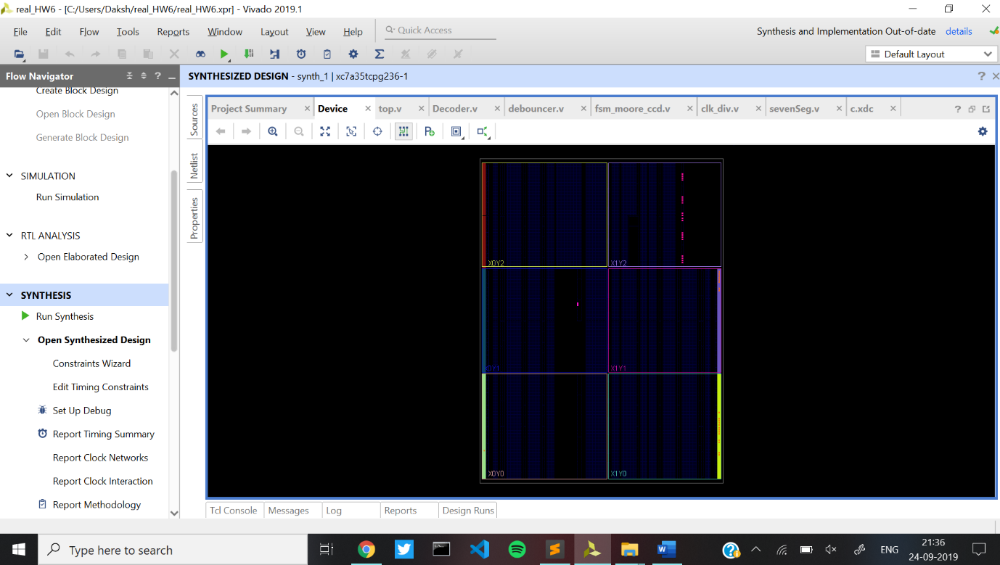 real_HW6 - [C:/Users/Daksh/real_HW6/real_HW6.xpr] - Vivado 2019.1
File Edit Flow Tools Reports Window Layout View Help Quick Access
Synthesis and Implementation Out-of-date details
Default Layout
Flow Navigator
SYNTHESIZED DESIGN - synth_1 | xc7a35tcpg236-1
Create Block Design
Open Block Design
Generate Block Design
SIMULATION
Run Simulation
RTL ANALYSIS
Open Elaborated Design
SYNTHESIS
Run Synthesis
Open Synthesized Design
Constraints Wizard
Edit Timing Constraints
Set Up Debug
Report Timing Summary
Report Clock Networks
Report Clock Interaction
Report Methodology
Sources
Netlist
Properties
Project Summary Device top.v Decoder.v debouncer.v fsm_moore_ccd.v clk_div.v sevenSeg.v c.xdc
X0Y2 X1Y2
X0Y1 X1Y1
X0Y0 X1Y0
Tcl Console Messages Log Reports Design Runs
Type here to search
ENG
21:36
24-09-2019